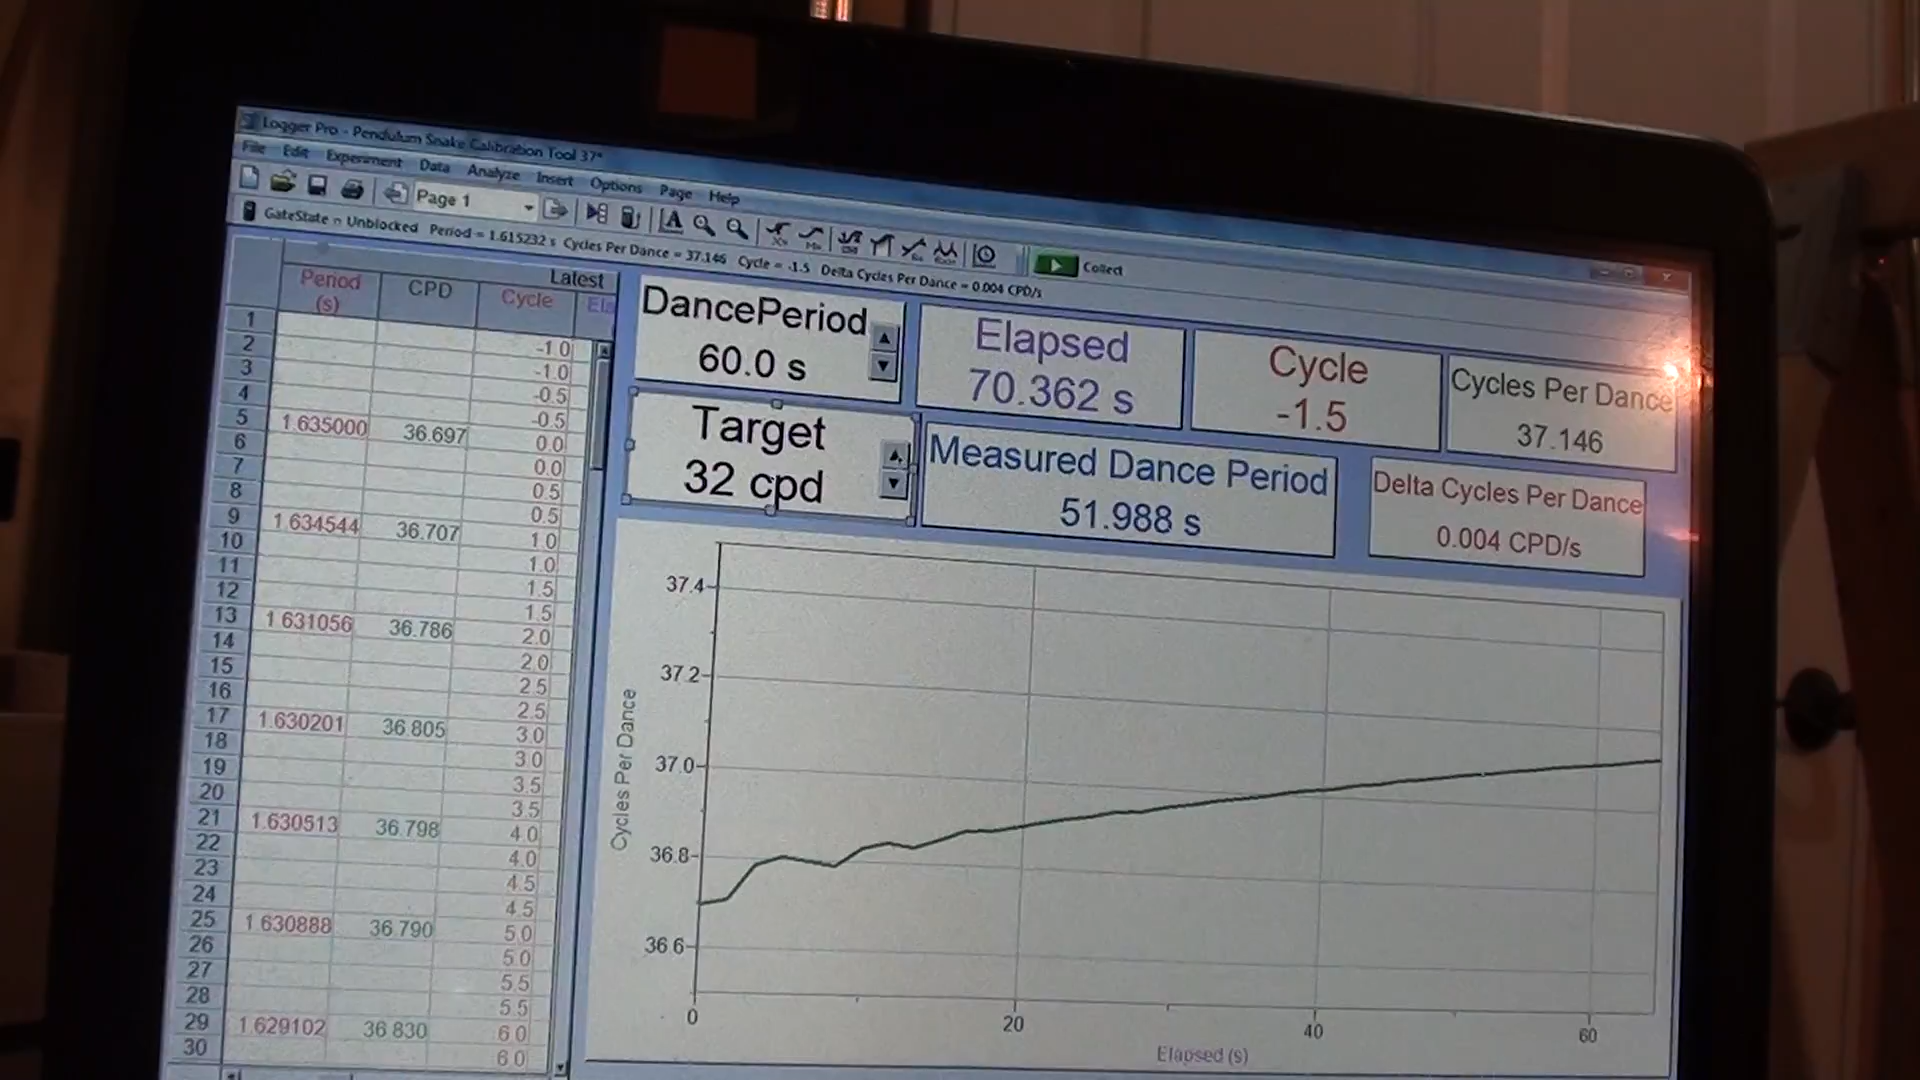 Logger Pro - Pendulum Snake Calibration Tool 37*
File Edit Experiment Data Analyze Insert Options Page Help
Page 1
Collect
GateState = Unblocked Period = 1.615232 s Cycles Per Dance = 37.146 Cycle = -1.5 Delta Cycles Per Dance = 0.004 CPD/s
Latest
Period (s) CPD Cycle Ela
1
2 -1.0
3 -1.0
4 -0.5
5 1.635000 36.697 -0.5
6 0.0
7 0.0
8 0.5
9 1.634544 36.707 0.5
10 1.0
11 1.0
12 1.5
13 1.631056 36.786 1.5
14 2.0
15 2.0
16 2.5
17 1.630201 36.805 2.5
18 3.0
19 3.0
20 3.5
21 1.630513 36.798 3.5
22 4.0
23 4.0
24 4.5
25 1.630888 36.790 4.5
26 5.0
27 5.0
28 5.5
29 1.629102 36.830 5.5
30 6.0
6.0
DancePeriod
60.0 s
Elapsed
70.362 s
Cycle
-1.5
Cycles Per Dance
37.146
Target
32 cpd
Measured Dance Period
51.988 s
Delta Cycles Per Dance
0.004 CPD/s
37.4
37.2
37.0
36.8
36.6
Cycles Per Dance
0 20 40 60
Elapsed (s)